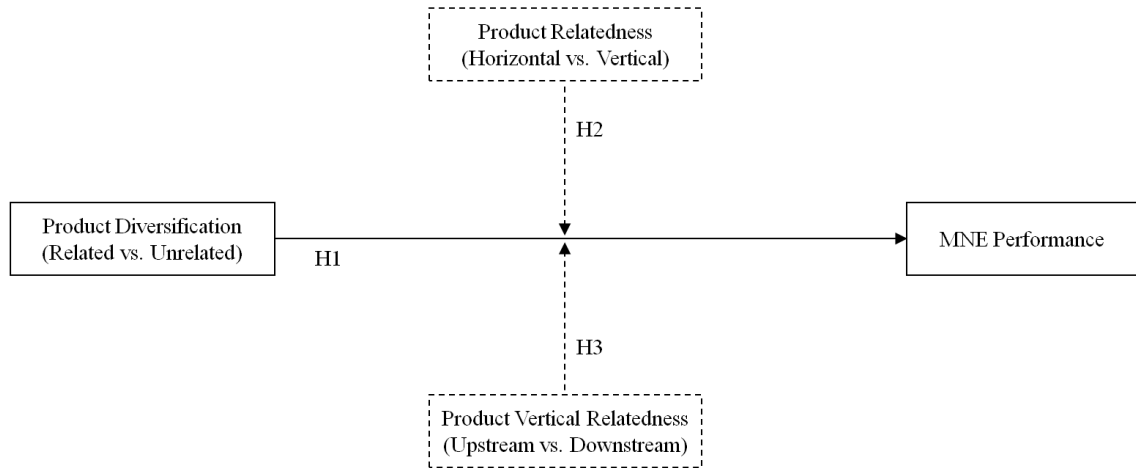 Product Relatedness
(Horizontal vs. Vertical)
H2
Product Diversification
(Related vs. Unrelated)
H1
MNE Performance
H3
Product Vertical Relatedness
(Upstream vs. Downstream)